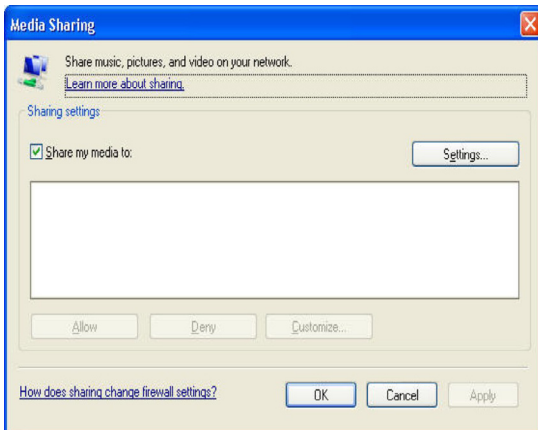 Media Sharing
Share music, pictures, and video on your network.
Learn more about sharing.
Sharing settings
Share my media to:
Settings...
Allow
Deny
Customize...
How does sharing change firewall settings?
OK
Cancel
Apply